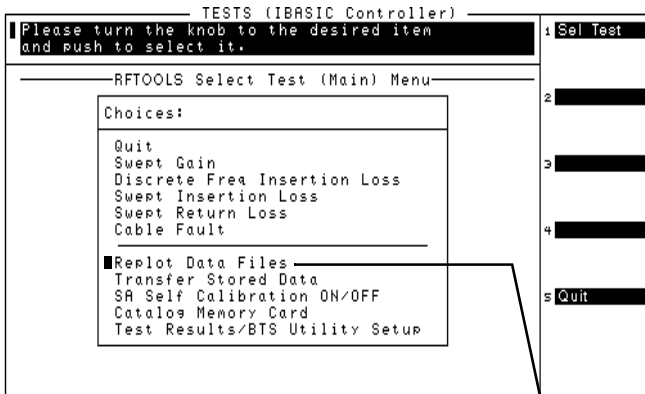 TESTS (IBASIC Controller)
Please turn the knob to the desired item
and push to select it.
RFTOOLS Select Test (Main) Menu
Choices:
Quit
Swept Gain
Discrete Freq Insertion Loss
Swept Insertion Loss
Swept Return Loss
Cable Fault
Replot Data Files
Transfer Stored Data
SA Self Calibration ON/OFF
Catalog Memory Card
Test Results/BTS Utility Setup
1 Sel Test
2
3
4
5 Quit